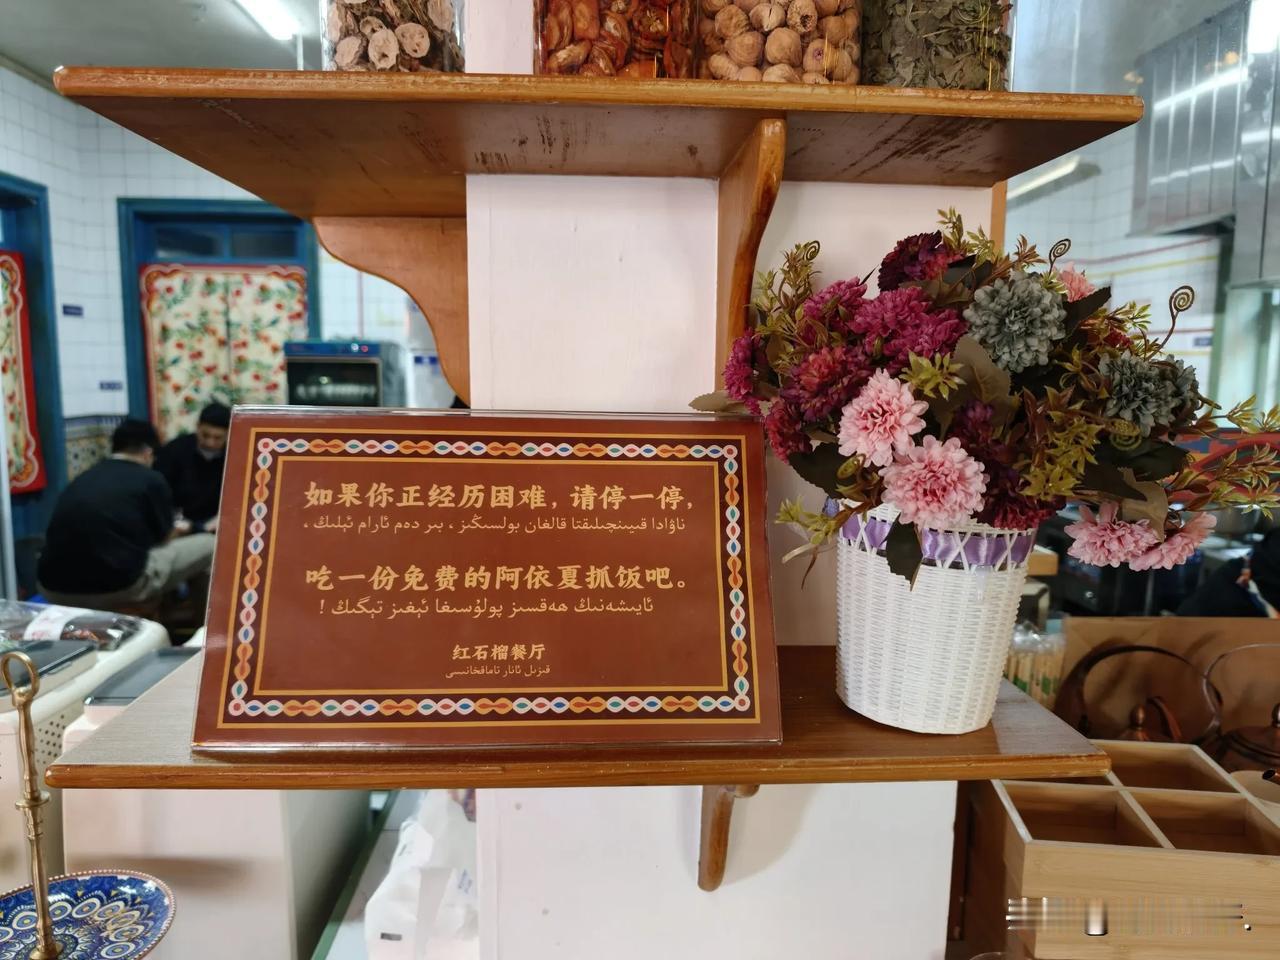 如果你正经历困难，请停一停，
ناۋادا قىيىنچىلىقتا قالغان بولسىڭىز، بىر دەم ئارام ئېلىڭ،
吃一份免费的阿依夏抓饭吧。
ئايىشەنىڭ ھەقسىز پولۇسىغا ئېغىز تېگىڭ!
红石榴餐厅
قىزىل ئانار تاماقخانىسى